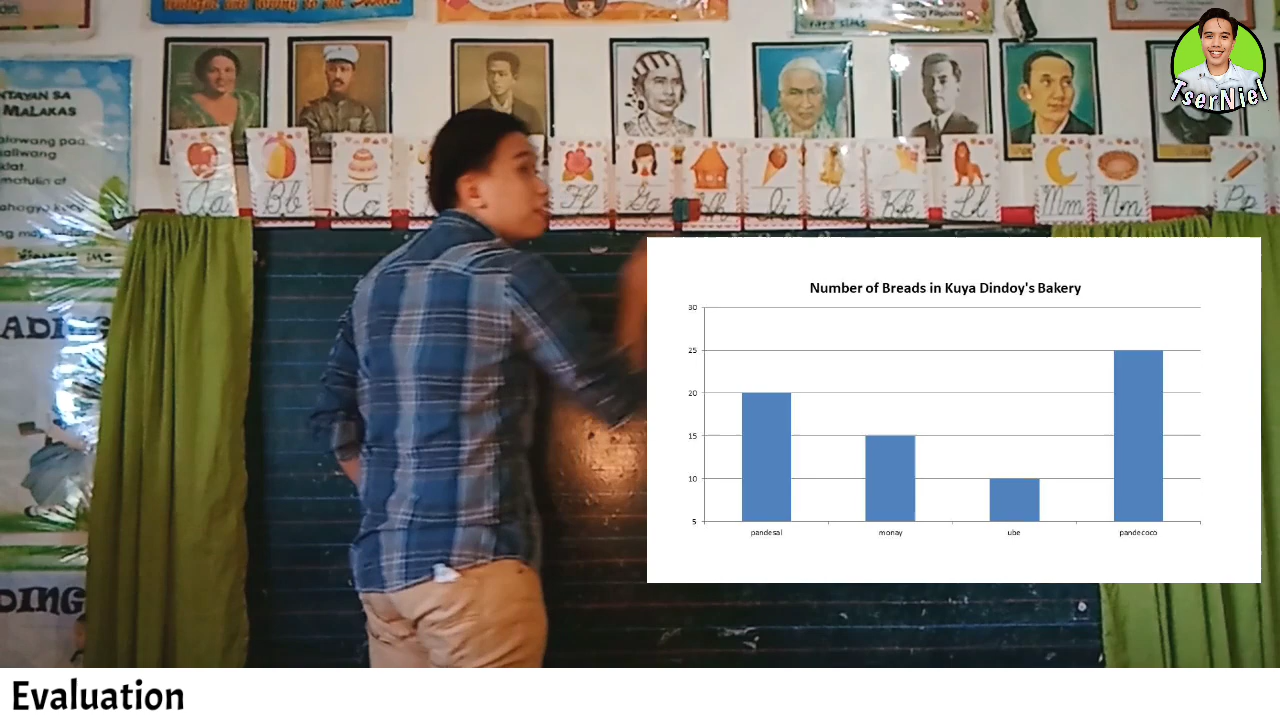 NTAYAN SA
MALAKAS
TserNiel
Aa
Bb
Cc
Ff
Gg
Hh
Ii
Jj
Kk
Ll
Mm
Nn
Pp
ADING
DING
Number of Breads in Kuya Dindoy's Bakery
30
25
20
15
10
5
pandesal
monay
ube
pandecoco
Evaluation